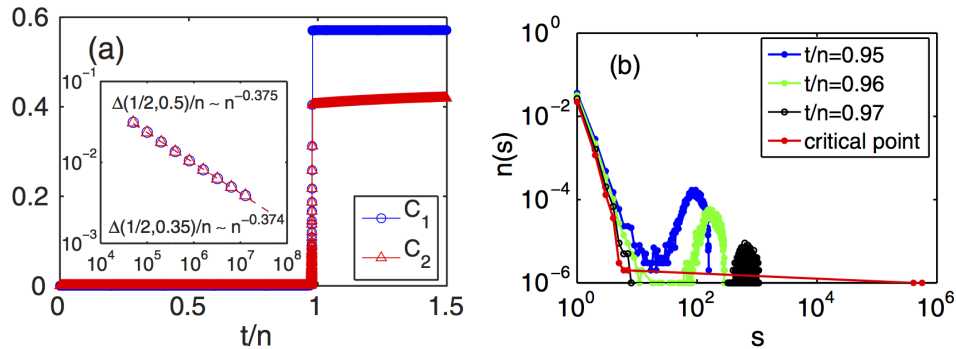 (a)
0.6
0.4
0.2
0
0
0.5
1
1.5
t/n
10^-1
10^-2
10^-3
10^4
10^5
10^6
10^7
10^8
Δ(1/2,0.5)/n ~ n^-0.375
Δ(1/2,0.35)/n ~ n^-0.374
C_1
C_2
(b)
10^0
10^-2
10^-4
10^-6
n(s)
10^0
10^2
10^4
10^6
s
t/n=0.95
t/n=0.96
t/n=0.97
critical point